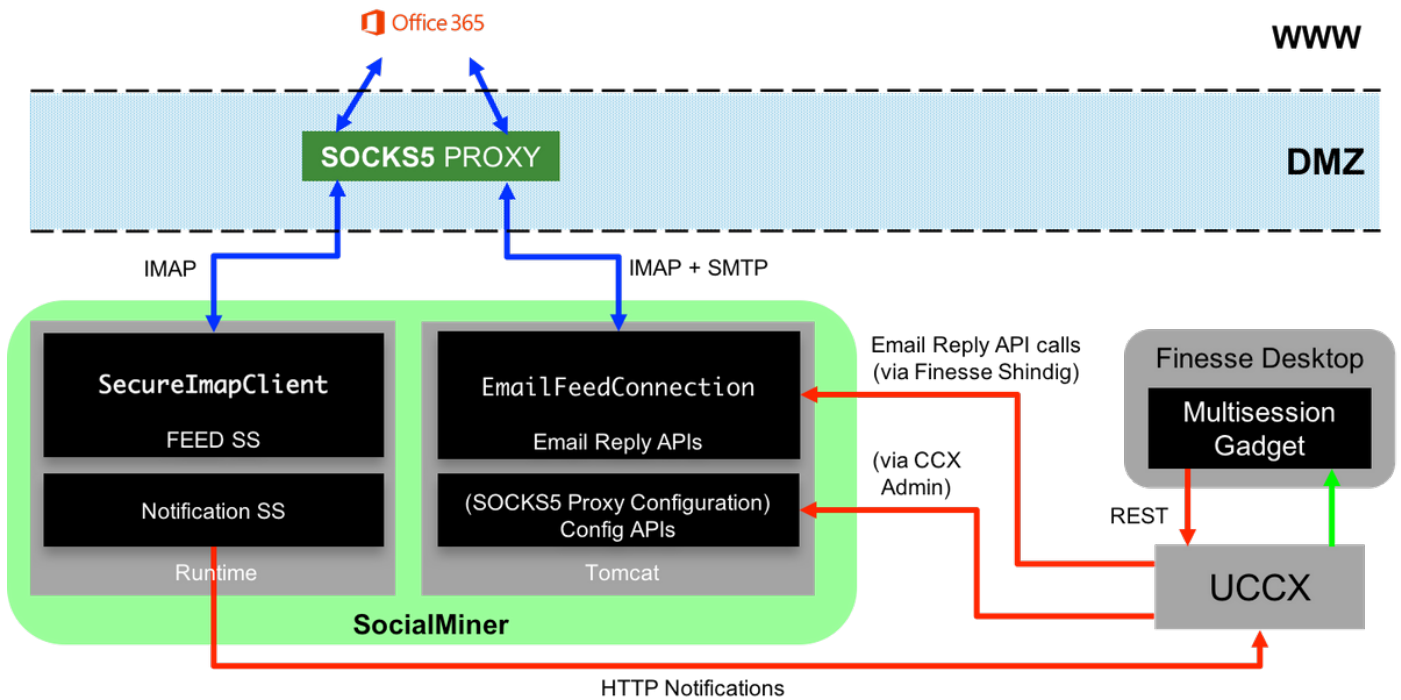 Office 365
WWW
SOCKS5 PROXY
DMZ
IMAP
IMAP + SMTP
SecureImapClient
FEED SS
Notification SS
Runtime
EmailFeedConnection
Email Reply APIs
(SOCKS5 Proxy Configuration)
Config APIs
Tomcat
SocialMiner
Email Reply API calls
(via Finesse Shindig)
(via CCX
Admin)
Finesse Desktop
Multisession
Gadget
REST
UCCX
HTTP Notifications